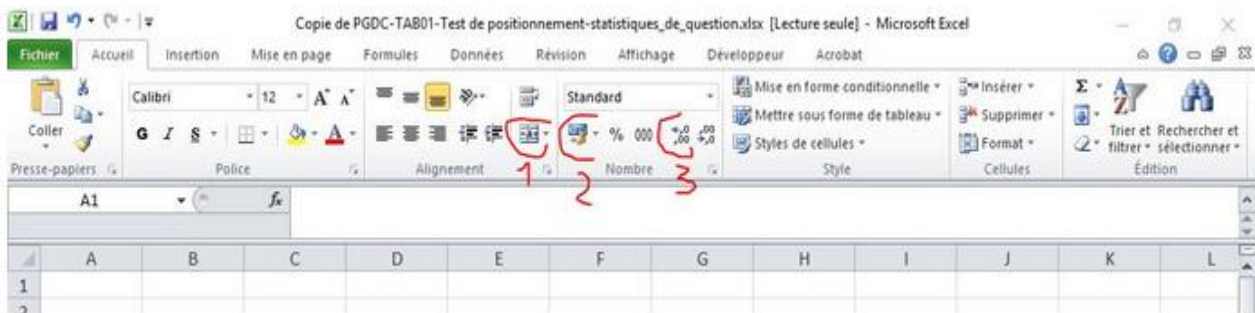 Copie de PGDC-TAB01-Test de positionnement-statistiques_de_question.xlsx [Lecture seule] - Microsoft Excel
Fichier Accueil Insertion Mise en page Formules Données Révision Affichage Développeur Acrobat
Coller
Calibri 12 A A
G I S A
Standard
% 000 ,00 ,00
Mise en forme conditionnelle
Mettre sous forme de tableau
Styles de cellules
Insérer
Supprimer
Format
Σ
Trier et filtrer
Rechercher et sélectionner
Presse-papiers Police Alignement Nombre Style Cellules Édition
1 2 3
A1 fx
A B C D E F G H I J K L
1
2